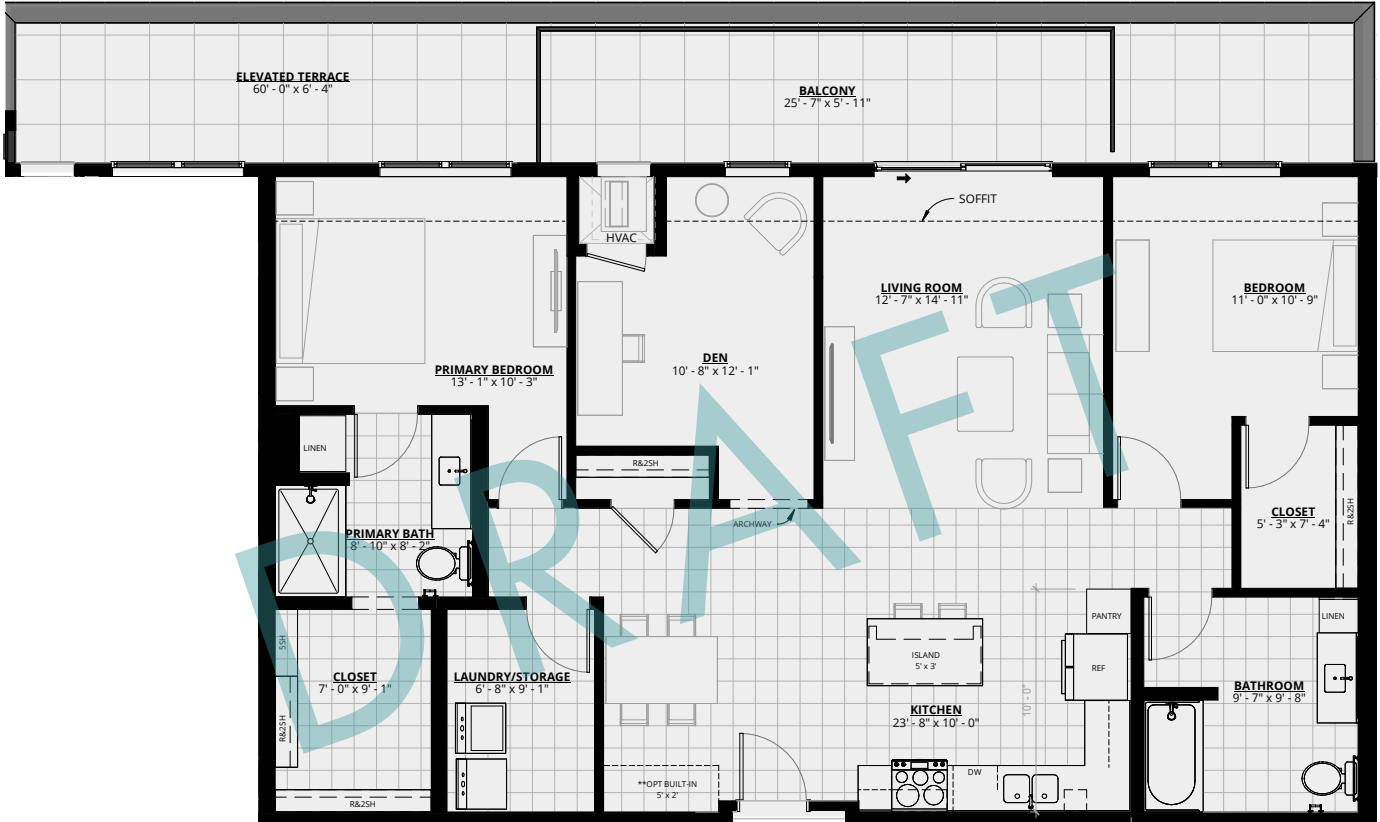 ELEVATED TERRACE
60' - 0" x 6' - 4"
BALCONY
25' - 7" x 5' - 11"
SOFFIT
HVAC
LIVING ROOM
12' - 7" x 14' - 11"
BEDROOM
11' - 0" x 10' - 9"
PRIMARY BEDROOM
13' - 1" x 10' - 3"
DEN
10' - 8" x 12' - 1"
LINEN
R&2SH
R&2SH
ARCHWAY
CLOSET
5' - 3" x 7' - 4"
PRIMARY BATH
8' - 10" x 8' - 2"
DRAFT
PANTRY
LINEN
5SH
ISLAND
5' x 3'
REF
CLOSET
7' - 0" x 9' - 1"
LAUNDRY/STORAGE
6' - 8" x 9' - 1"
BATHROOM
9' - 7" x 9' - 8"
10' - 0"
KITCHEN
23' - 8" x 10' - 0"
R&2SH
DW
**OPT BUILT-IN
5' x 2'
R&2SH